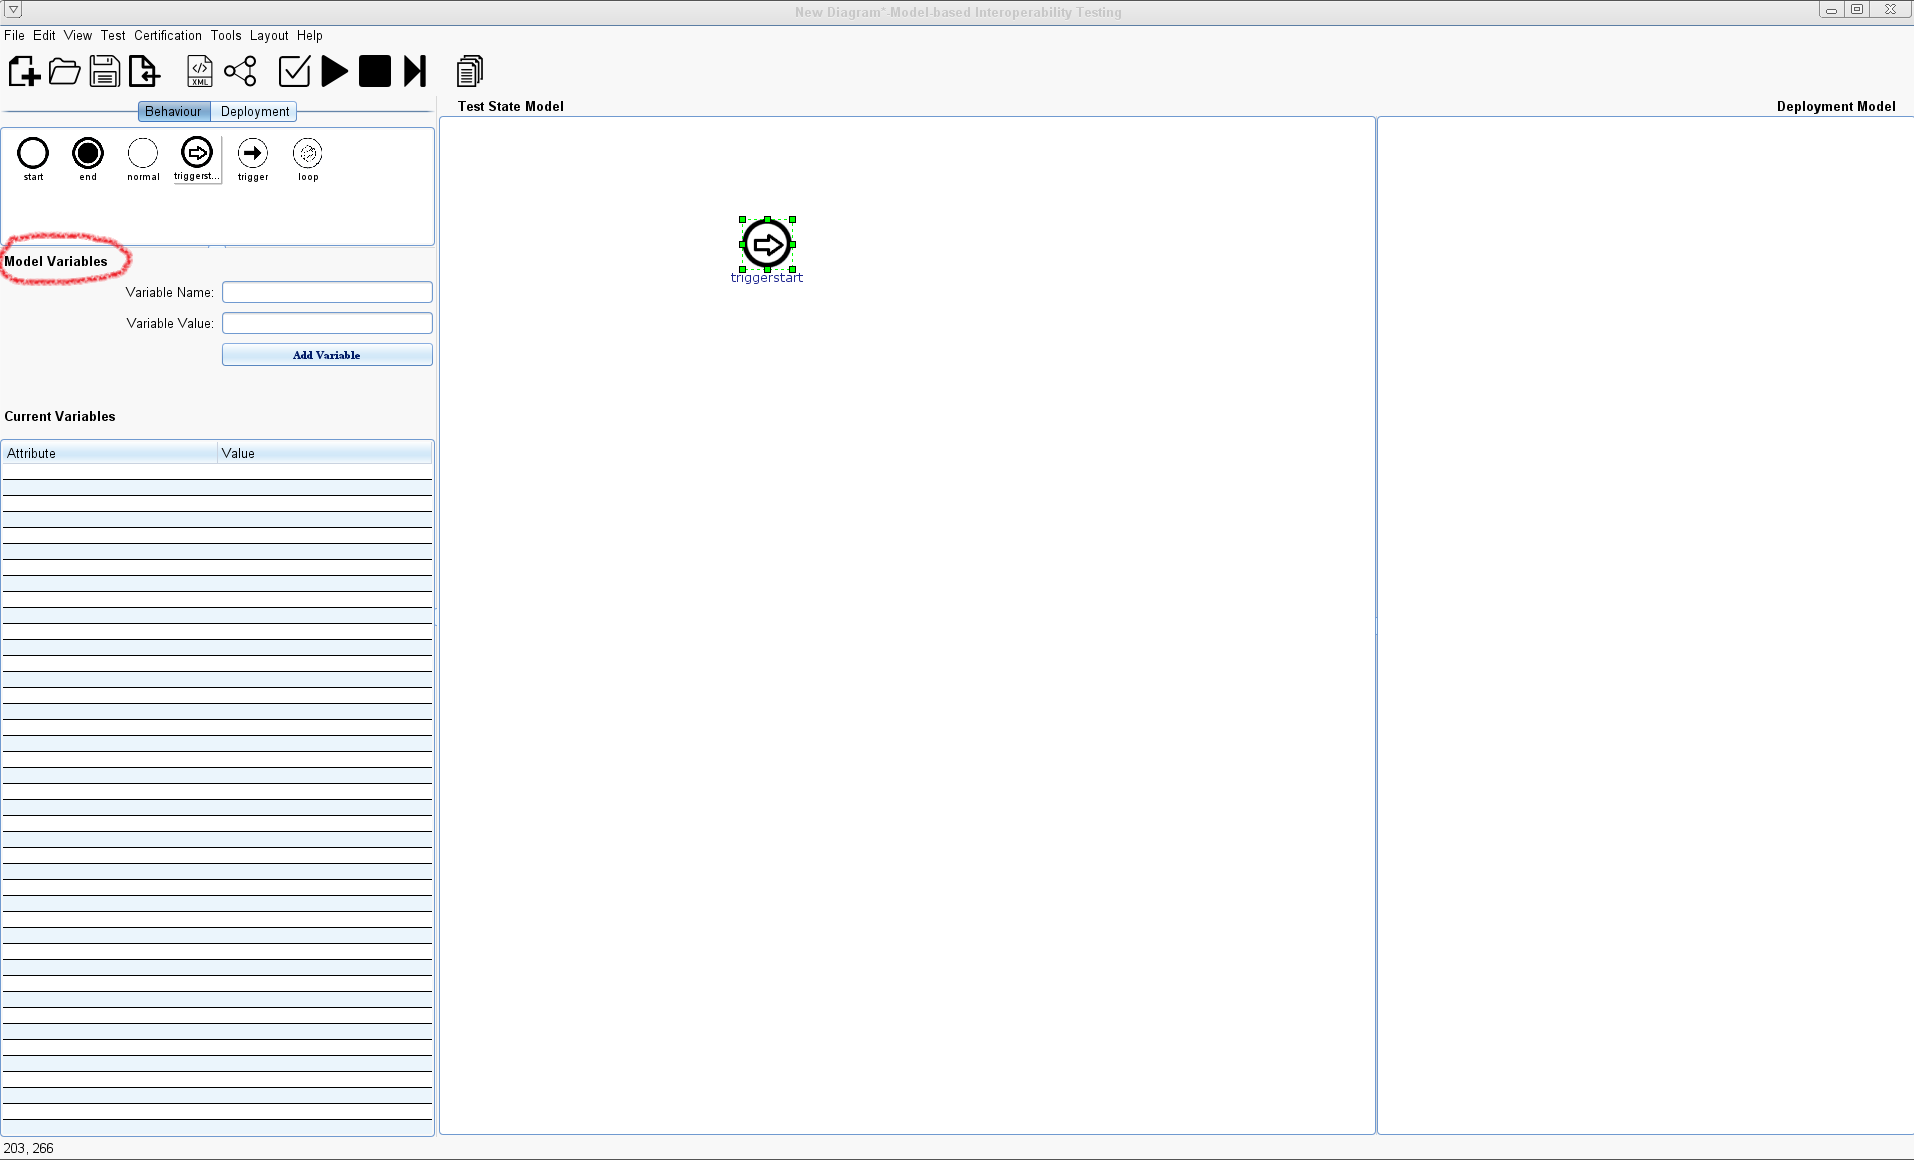 New Diagram*-Model-based Interoperability Testing
File Edit View Test Certification Tools Layout Help
</> XML
Behaviour Deployment
Test State Model
Deployment Model
start end normal triggerst... trigger loop
Model Variables
Variable Name:
Variable Value:
Add Variable
Current Variables
Attribute Value
triggerstart
203, 266